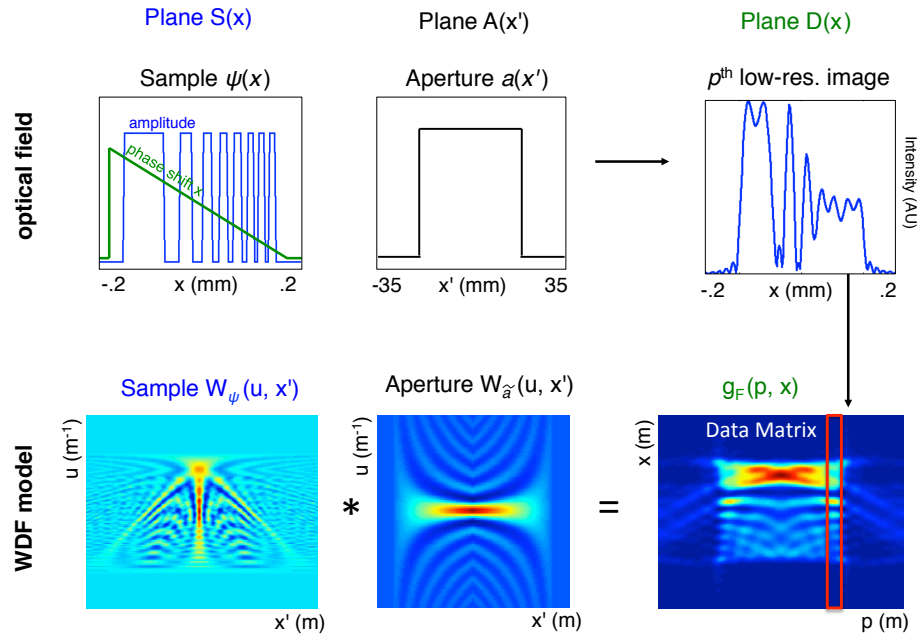 Plane S(x)
Plane A(x')
Plane D(x)
optical field
Sample ψ(x)
Aperture a(x')
pth low-res. image
amplitude
phase shift x
Intensity (AU)
-.2
x (mm)
.2
-35
x' (mm)
35
-.2
x (mm)
.2
WDF model
Sample Wψ(u, x')
Aperture Wã(u, x')
gF(p, x)
u (m-1)
u (m-1)
x (m)
Data Matrix
*
=
x' (m)
x' (m)
p (m)